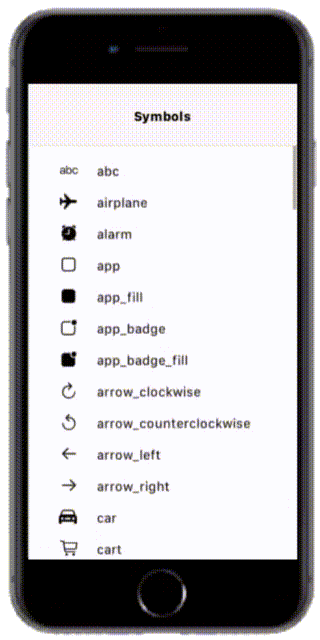 Symbols
abc abc
airplane
alarm
app
app_fill
app_badge
app_badge_fill
arrow_clockwise
arrow_counterclockwise
arrow_left
arrow_right
car
cart